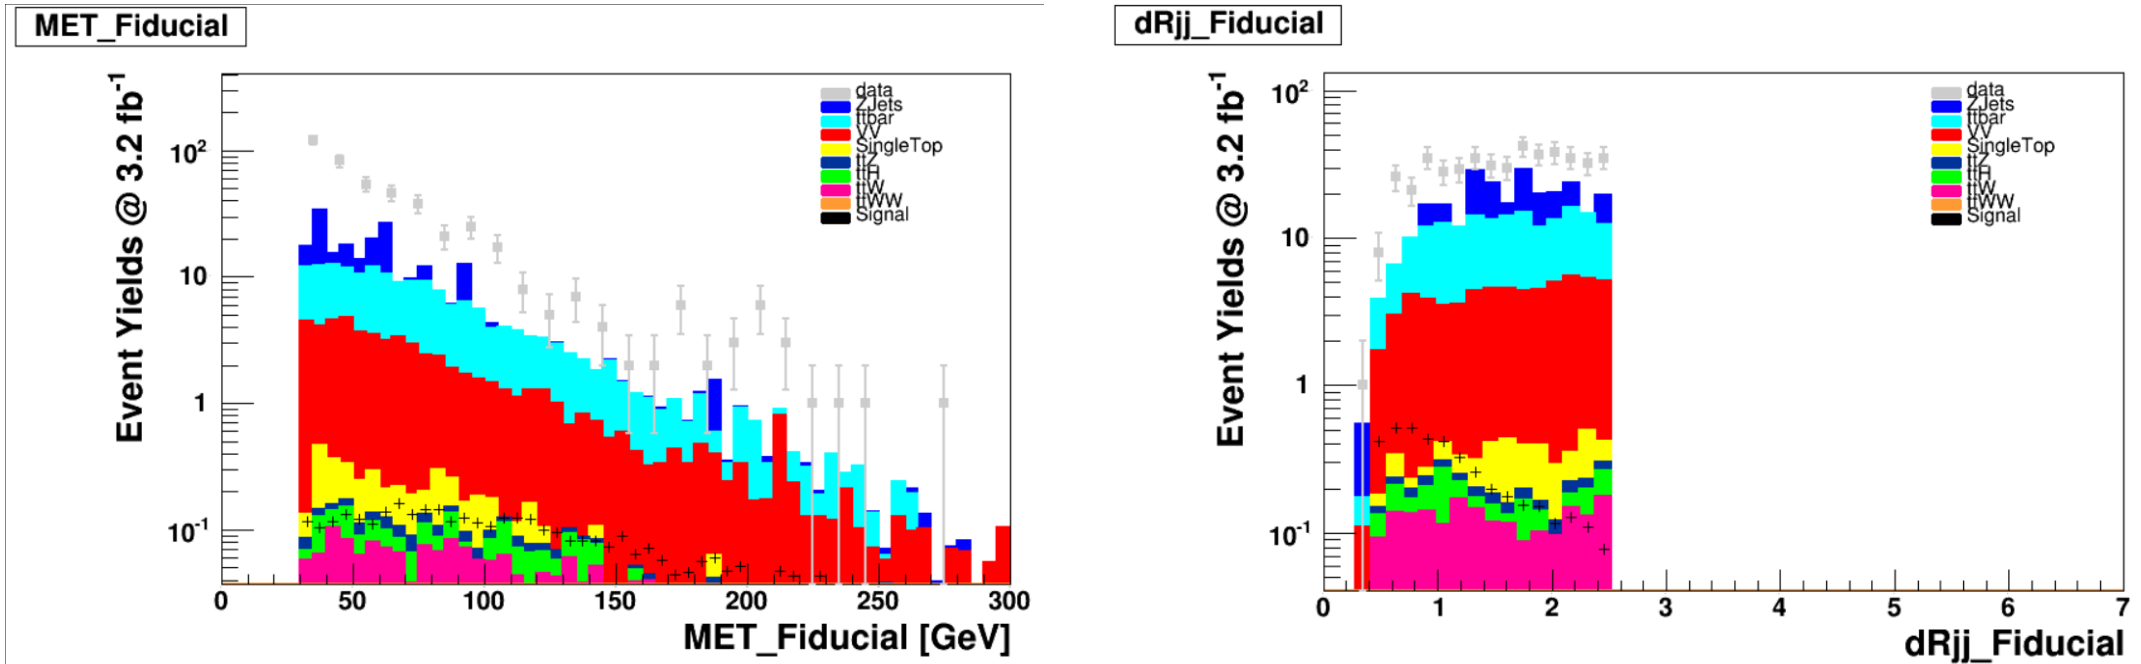 MET_Fiducial
Event Yields @ 3.2 fb-1
10²
10
1
10-1
data
ZJets
ttbar
VV
SingleTop
ttZ
ttH
ttW
ttWW
Signal
0 50 100 150 200 250 300
MET_Fiducial [GeV]
dRjj_Fiducial
Event Yields @ 3.2 fb-1
10²
10
1
10-1
data
ZJets
ttbar
VV
SingleTop
ttZ
ttH
ttW
ttWW
Signal
0 1 2 3 4 5 6 7
dRjj_Fiducial